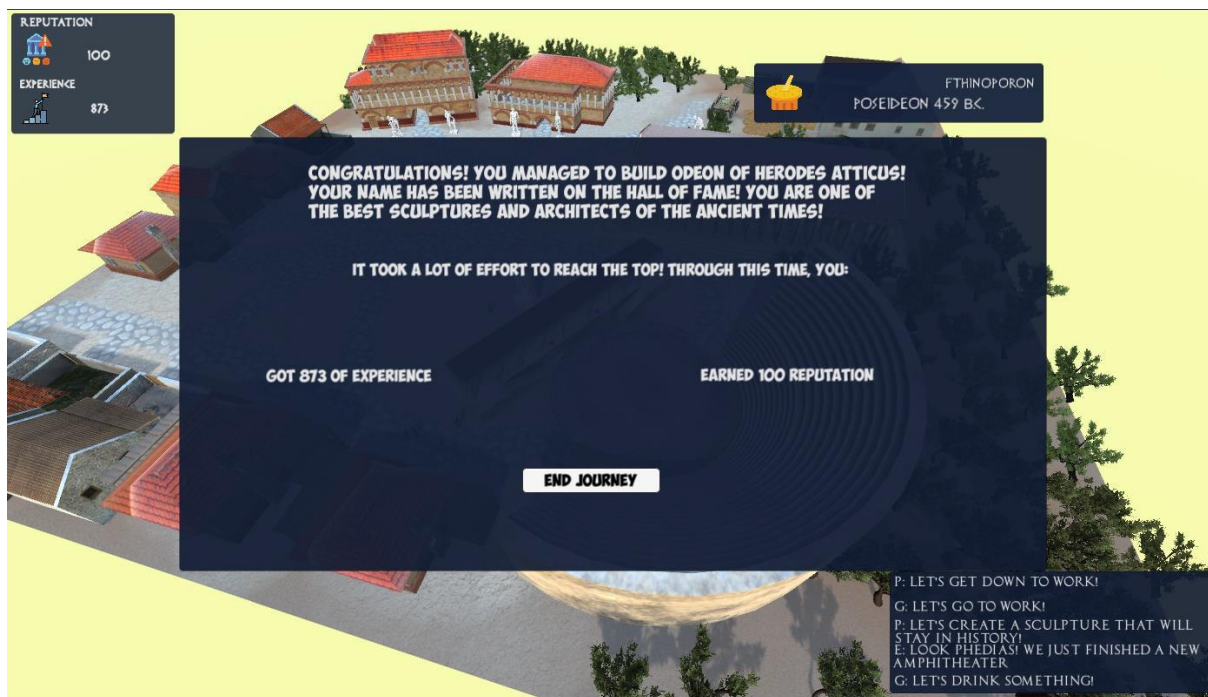 REPUTATION
100
EXPERIENCE
873
FTHINOPORON
POSEIDEON 459 BC.
CONGRATULATIONS! YOU MANAGED TO BUILD ODEON OF HERODES ATTICUS!
YOUR NAME HAS BEEN WRITTEN ON THE HALL OF FAME! YOU ARE ONE OF
THE BEST SCULPTURES AND ARCHITECTS OF THE ANCIENT TIMES!
IT TOOK A LOT OF EFFORT TO REACH THE TOP! THROUGH THIS TIME, YOU:
GOT 873 OF EXPERIENCE
EARNED 100 REPUTATION
END JOURNEY
P: LET'S GET DOWN TO WORK!
G: LET'S GO TO WORK!
P: LET'S CREATE A SCULPTURE THAT WILL
STAY IN HISTORY!
E: LOOK PHEDIAS! WE JUST FINISHED A NEW
AMPHITHEATER
G: LET'S DRINK SOMETHING!